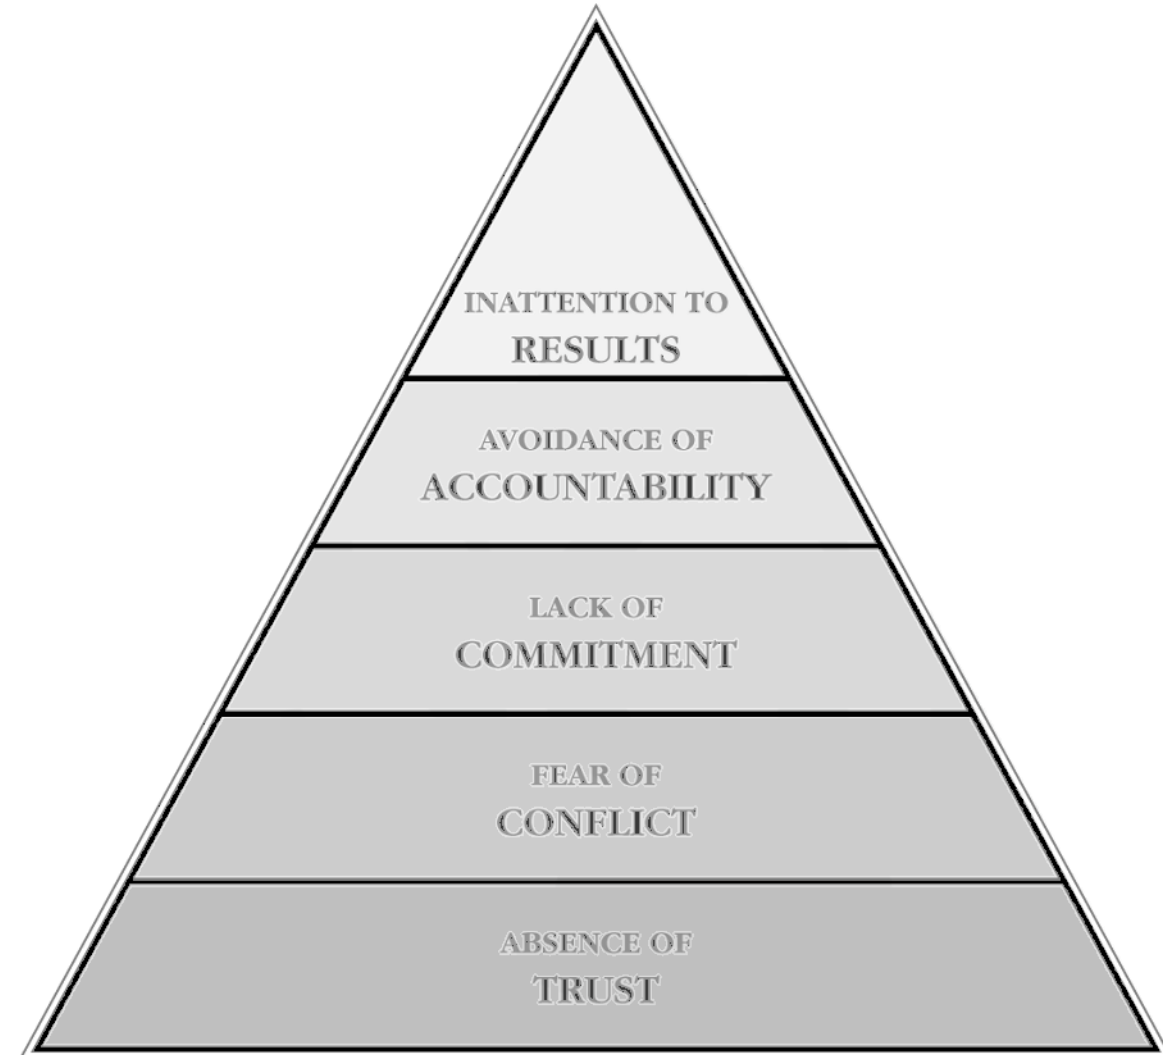 INATTENTION TO
RESULTS
AVOIDANCE OF
ACCOUNTABILITY
LACK OF
COMMITMENT
FEAR OF
CONFLICT
ABSENCE OF
TRUST